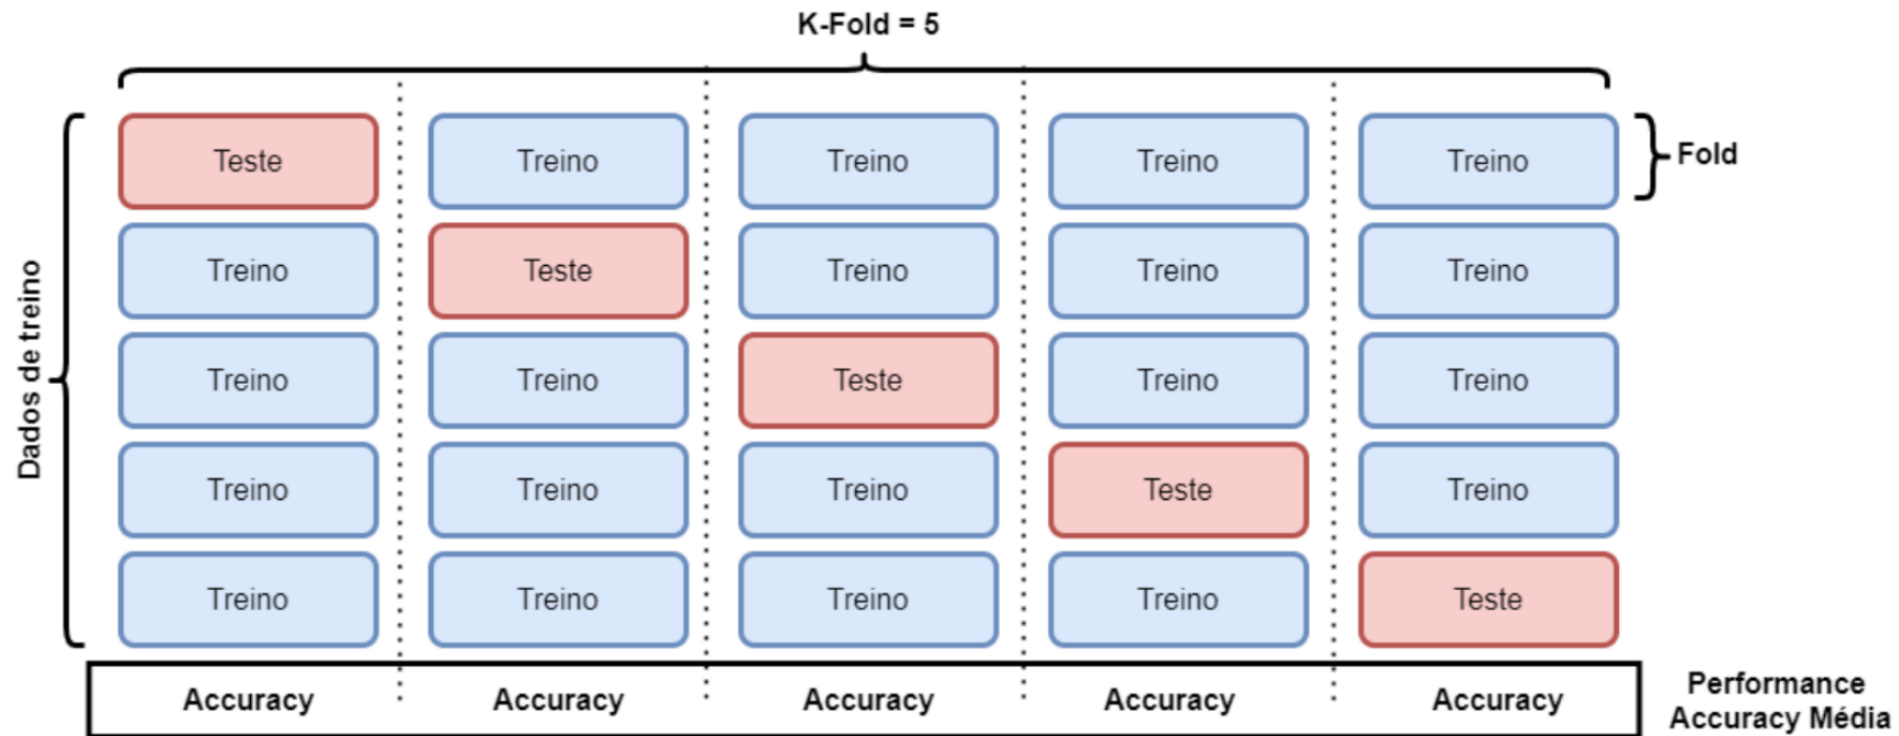 K-Fold = 5
Dados de treino
Teste Treino Treino Treino Treino
Fold
Treino Teste Treino Treino Treino
Treino Treino Teste Treino Treino
Treino Treino Treino Teste Treino
Treino Treino Treino Treino Teste
Accuracy Accuracy Accuracy Accuracy Accuracy
Performance
Accuracy Média